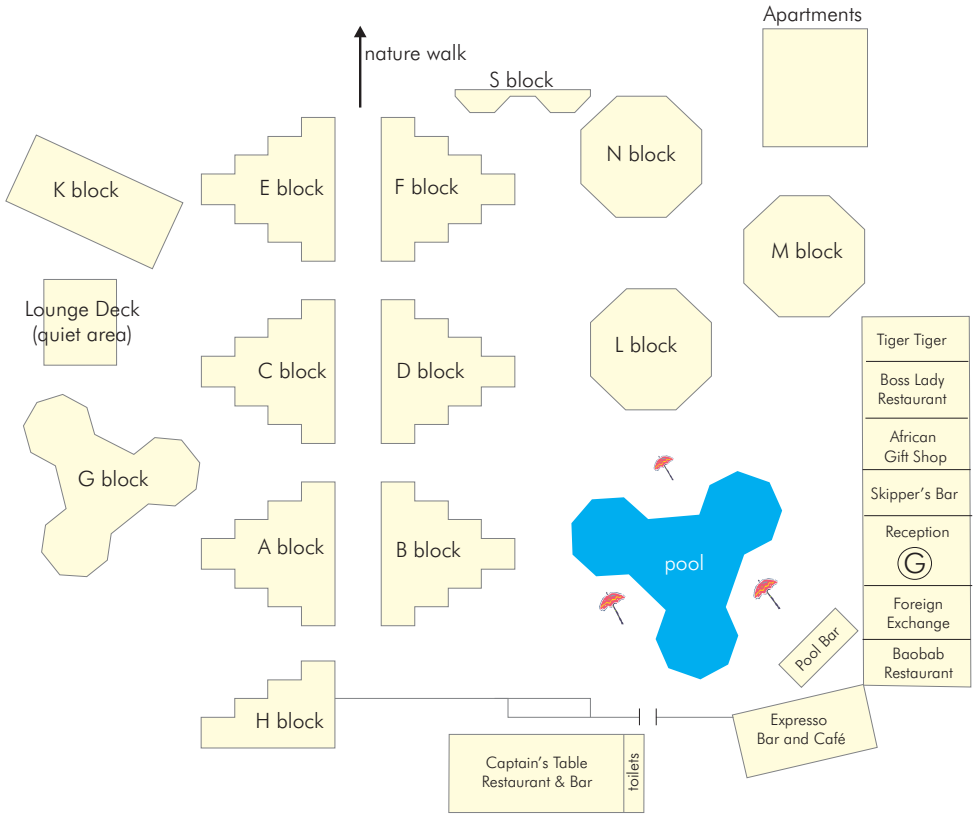 Apartments
nature walk
S block
N block
K block
E block
F block
M block
Lounge Deck
(quiet area)
Tiger Tiger
L block
C block
D block
Boss Lady
Restaurant
African
Gift Shop
G block
Skipper's Bar
Reception
G
A block
B block
pool
Foreign
Exchange
Pool Bar
Baobab
Restaurant
H block
Expresso
Bar and Café
Captain's Table
Restaurant & Bar
toilets